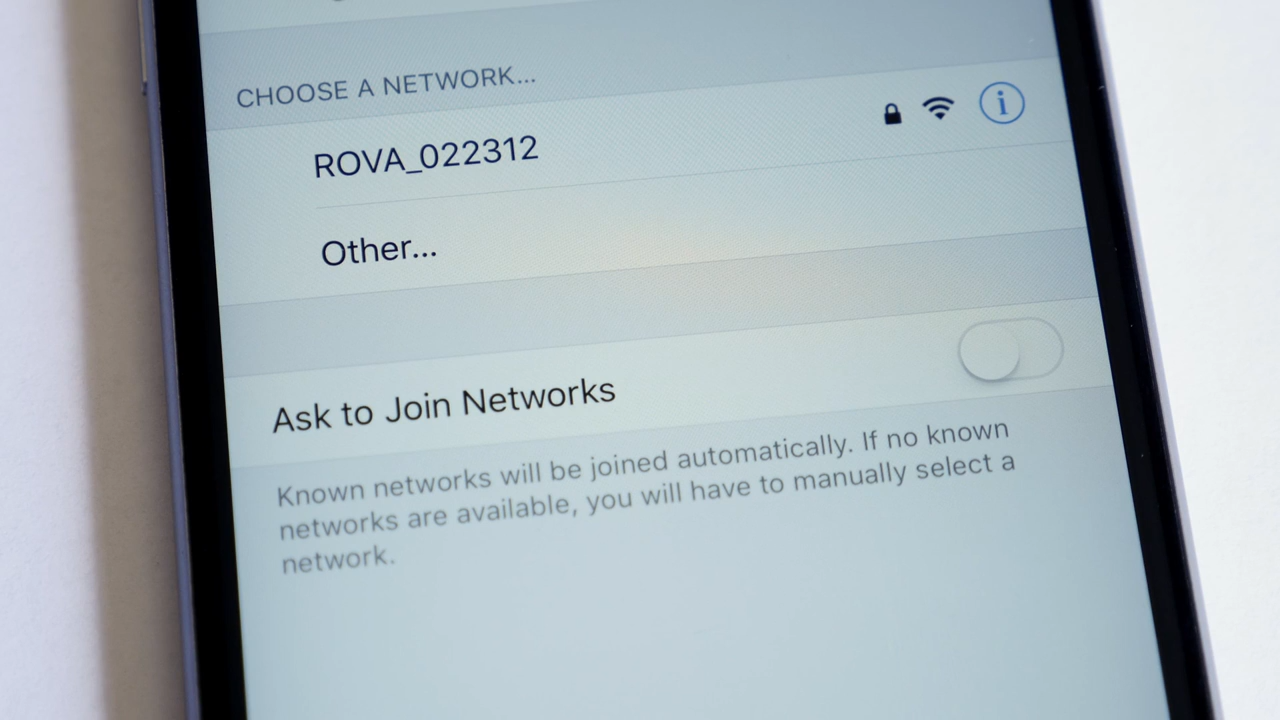 CHOOSE A NETWORK...
ROVA_022312
Other...
Ask to Join Networks
Known networks will be joined automatically. If no known
networks are available, you will have to manually select a
network.